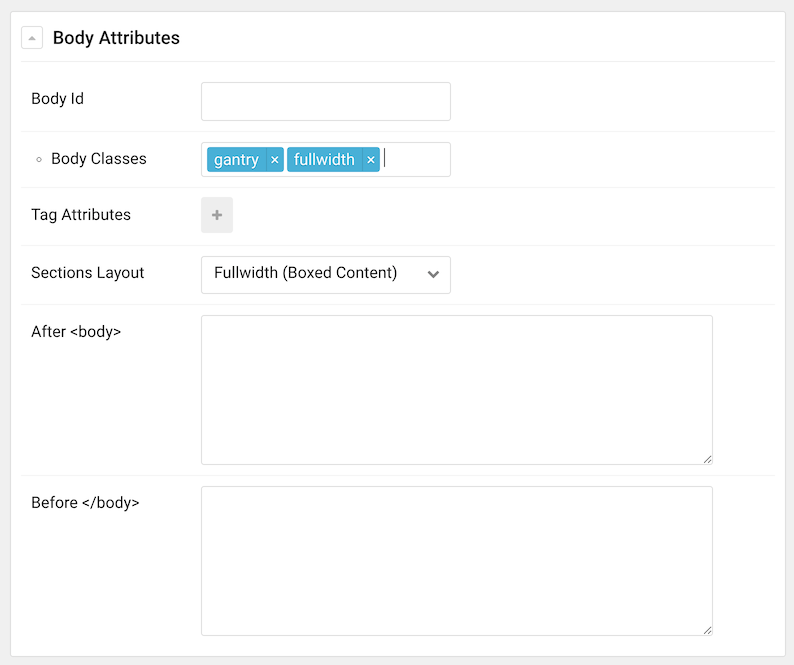 Body Attributes
Body Id
Body Classes
gantry × fullwidth ×
Tag Attributes
Sections Layout
Fullwidth (Boxed Content)
After <body>
Before </body>